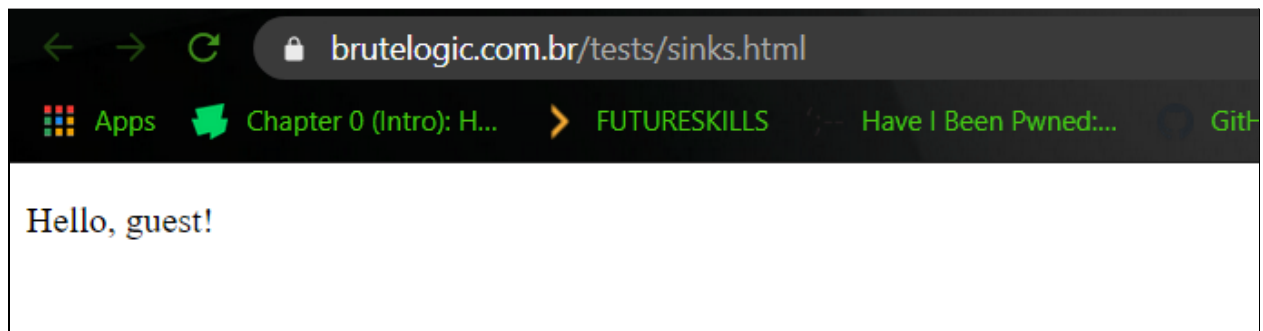 brutelogic.com.br/tests/sinks.html
Apps Chapter 0 (Intro): H... FUTURESKILLS Have I Been Pwned:... GitH
Hello, guest!